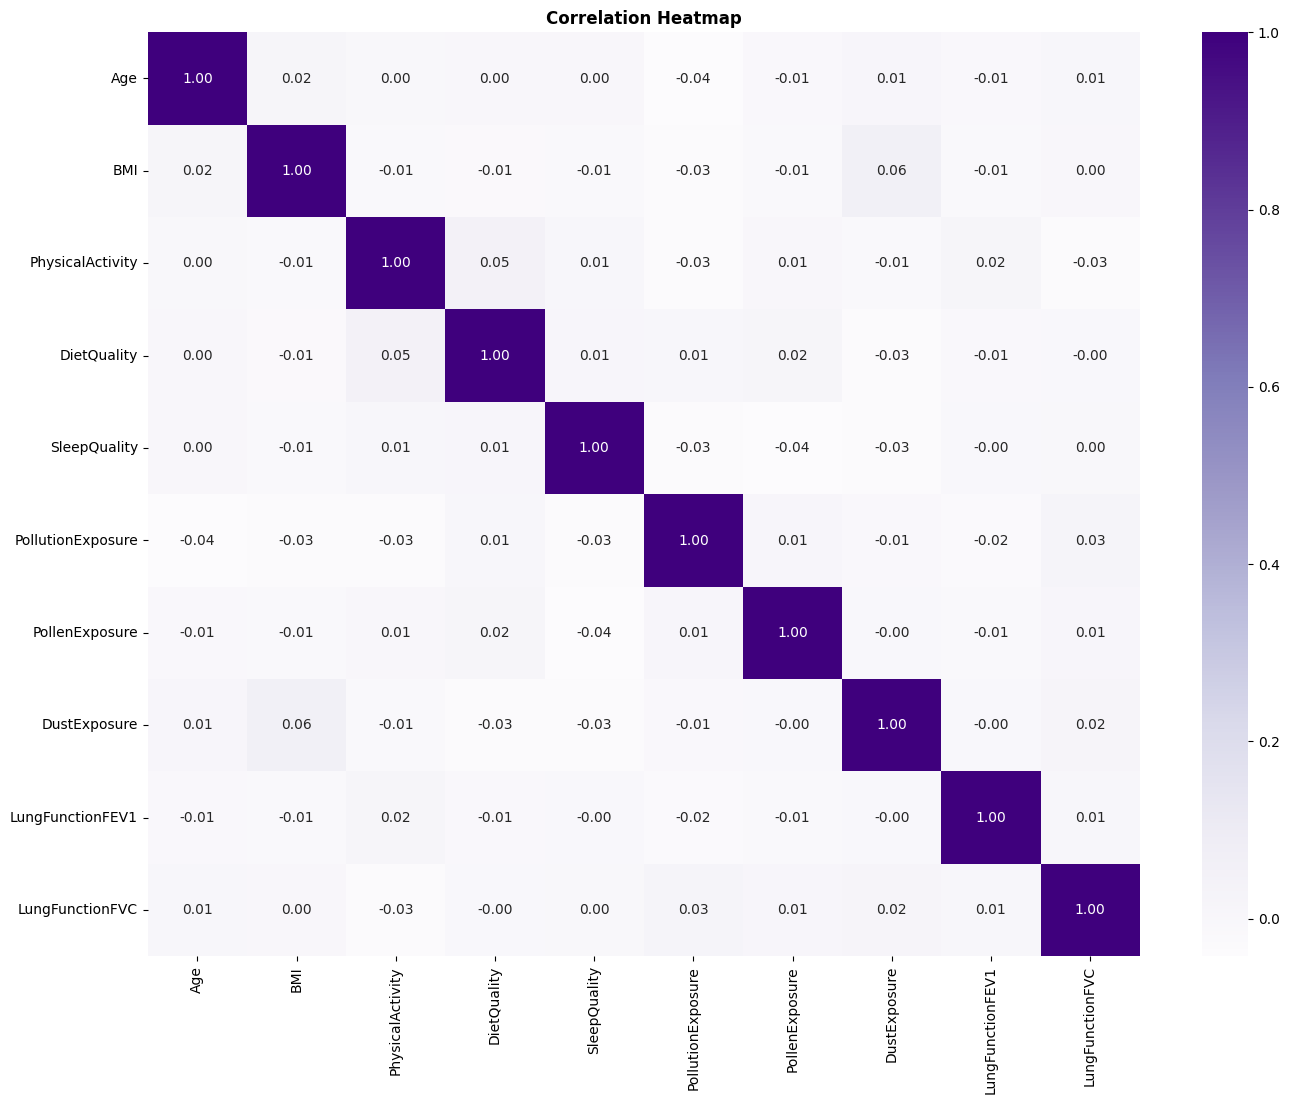 Correlation Heatmap
Age 1.00 0.02 0.00 0.00 0.00 -0.04 -0.01 0.01 -0.01 0.01
BMI 0.02 1.00 -0.01 -0.01 -0.01 -0.03 -0.01 0.06 -0.01 0.00
PhysicalActivity 0.00 -0.01 1.00 0.05 0.01 -0.03 0.01 -0.01 0.02 -0.03
DietQuality 0.00 -0.01 0.05 1.00 0.01 0.01 0.02 -0.03 -0.01 -0.00
SleepQuality 0.00 -0.01 0.01 0.01 1.00 -0.03 -0.04 -0.03 -0.00 0.00
PollutionExposure -0.04 -0.03 -0.03 0.01 -0.03 1.00 0.01 -0.01 -0.02 0.03
PollenExposure -0.01 -0.01 0.01 0.02 -0.04 0.01 1.00 -0.00 -0.01 0.01
DustExposure 0.01 0.06 -0.01 -0.03 -0.03 -0.01 -0.00 1.00 -0.00 0.02
LungFunctionFEV1 -0.01 -0.01 0.02 -0.01 -0.00 -0.02 -0.01 -0.00 1.00 0.01
LungFunctionFVC 0.01 0.00 -0.03 -0.00 0.00 0.03 0.01 0.02 0.01 1.00
Age
BMI
PhysicalActivity
DietQuality
SleepQuality
PollutionExposure
PollenExposure
DustExposure
LungFunctionFEV1
LungFunctionFVC
1.0
0.8
0.6
0.4
0.2
0.0